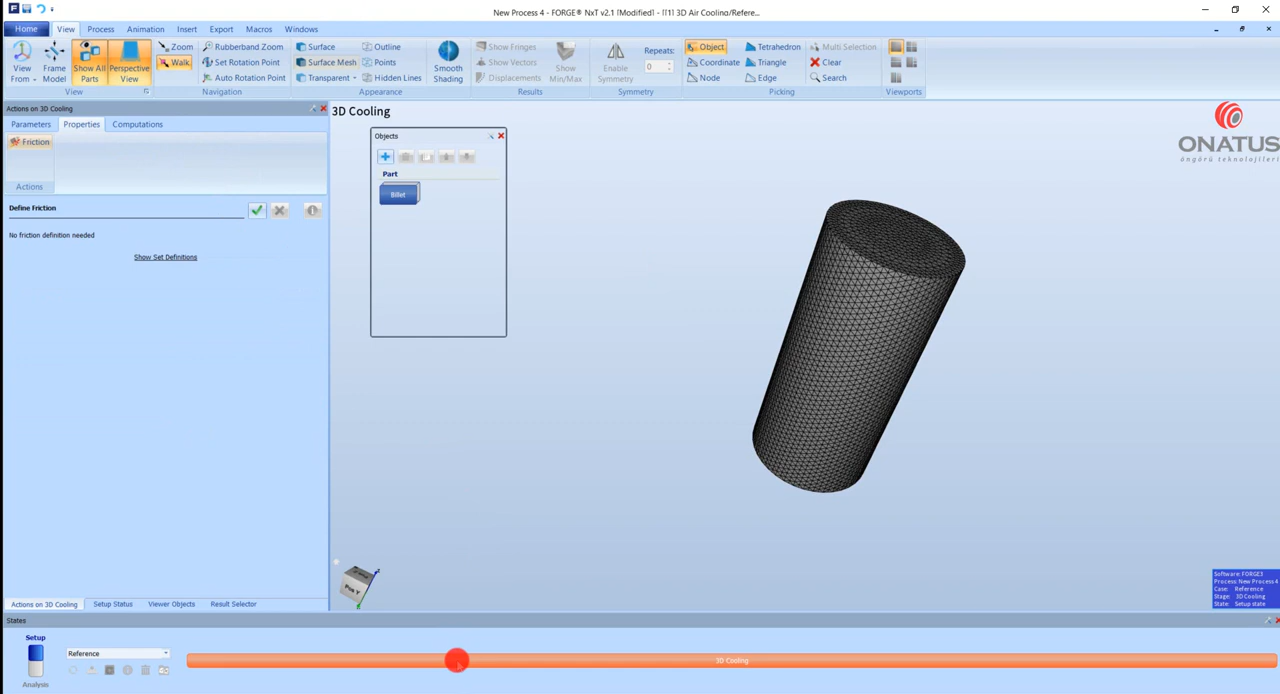 New Process 4 - FORGE® NxT v2.1 [Modified] - [[1] 3D Air Cooling/Refere...
Home View Process Animation Insert Export Macros Windows
View From Frame Model Show All Parts Perspective View
Zoom
Walk
View
Rubberband Zoom
Set Rotation Point
Auto Rotation Point
Navigation
Surface Outline
Surface Mesh Points
Transparent Hidden Lines
Smooth Shading
Appearance
Show Fringes
Show Vectors
Displacements
Show Min/Max
Results
Enable Symmetry
Repeats:
0
Symmetry
Object Tetrahedron Multi Selection
Coordinate Triangle Clear
Node Edge Search
Picking
Viewports
Actions on 3D Cooling
Parameters Properties Computations
Friction
Actions
Define Friction
No friction definition needed
Show Set Definitions
3D Cooling
Objects
Part
Billet
ONATUS
öngörü teknolojileri
Pos Y
Software: FORGE3
Process: New Process 4
Case: Reference
Stage: 3D Cooling
State: Setup state
Actions on 3D Cooling Setup Status Viewer Objects Result Selector
States
Setup
Reference
3D Cooling
Analysis